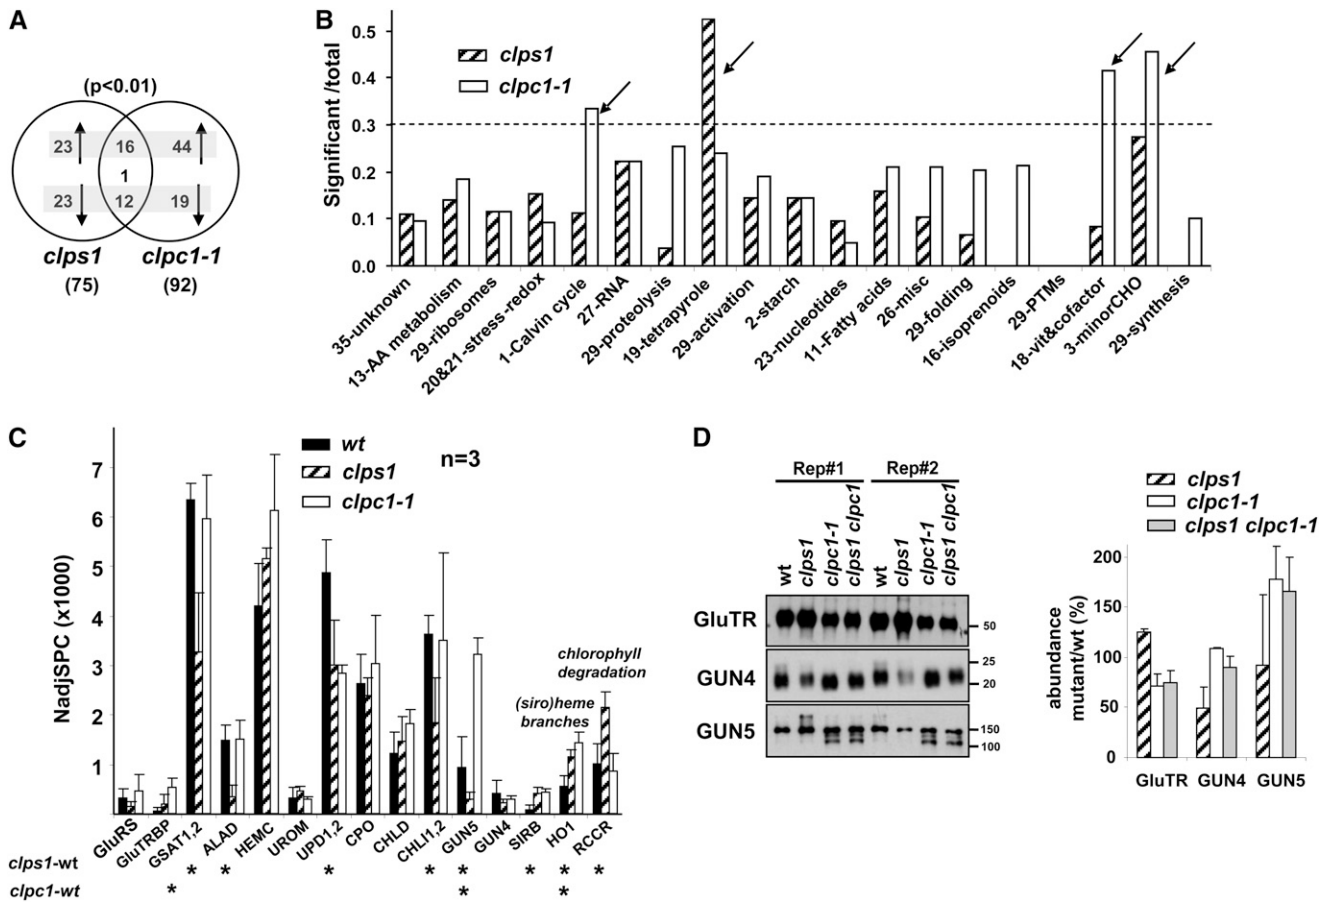 A
(p<0.01)
23 16 44
1
23 12 19
clps1 clpc1-1
(75) (92)
B
Significant /total
0.5
0.4
0.3
0.2
0.1
0.0
clps1
clpc1-1
35-unknown
13-AA metabolism
29-ribosomes
20&21-stress-redox
1-Calvin cycle
27-RNA
29-proteolysis
19-tetrapyrole
29-activation
2-starch
23-nucleotides
11-Fatty acids
26-misc
29-folding
16-isoprenoids
29-PTMs
18-vit&cofactor
3-minorCHO
29-synthesis
C
NadjSPC (x1000)
7
6
5
4
3
2
1
wt
clps1
clpc1-1
n=3
chlorophyll
degradation
(siro)heme
branches
GluRS
GluTRBP
GSAT1,2
ALAD
HEMC
UROM
UPD1,2
CPO
CHLD
CHLI1,2
GUN5
GUN4
SIRB
HO1
RCCR
clps1-wt * * * * * * * *
clpc1-wt * * *
D
Rep#1 Rep#2
wt
clps1
clpc1-1
clps1 clpc1
wt
clps1
clpc1-1
clps1 clpc1
GluTR
50
GUN4
25
20
GUN5
150
100
clps1
clpc1-1
clps1 clpc1-1
abundance
mutant/wt (%)
200
150
100
50
0
GluTR GUN4 GUN5